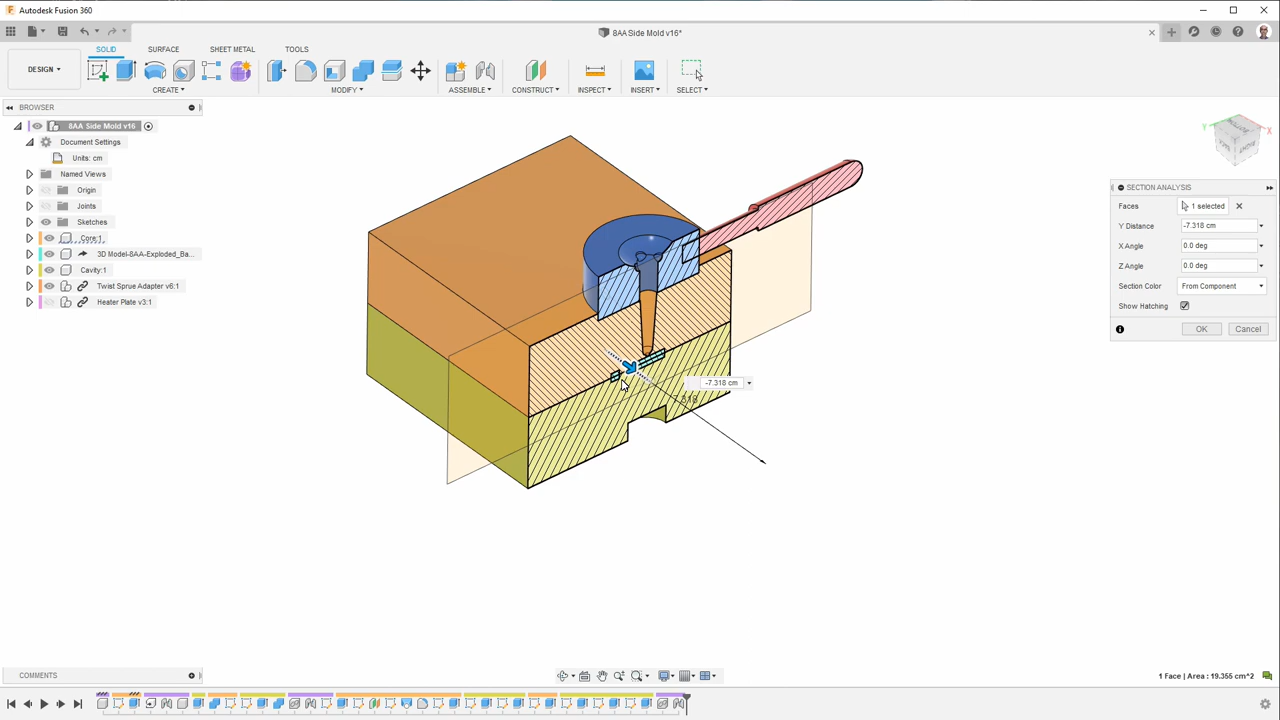 Autodesk Fusion 360
8AA Side Mold v16*
DESIGN
SOLID
SURFACE
SHEET METAL
TOOLS
CREATE
MODIFY
ASSEMBLE
CONSTRUCT
INSPECT
INSERT
SELECT
BROWSER
8AA Side Mold v16
Document Settings
Units: cm
Named Views
Origin
Joints
Sketches
Core:1
3D Model-8AA-Exploded_Ba...
Cavity:1
Twist Sprue Adapter v6:1
Heater Plate v3:1
SECTION ANALYSIS
Faces 1 selected
Y Distance -7.318 cm
X Angle 0.0 deg
Z Angle 0.0 deg
Section Color From Component
Show Hatching
OK Cancel
-7.318 cm
7.318
COMMENTS
1 Face | Area : 19.355 cm^2